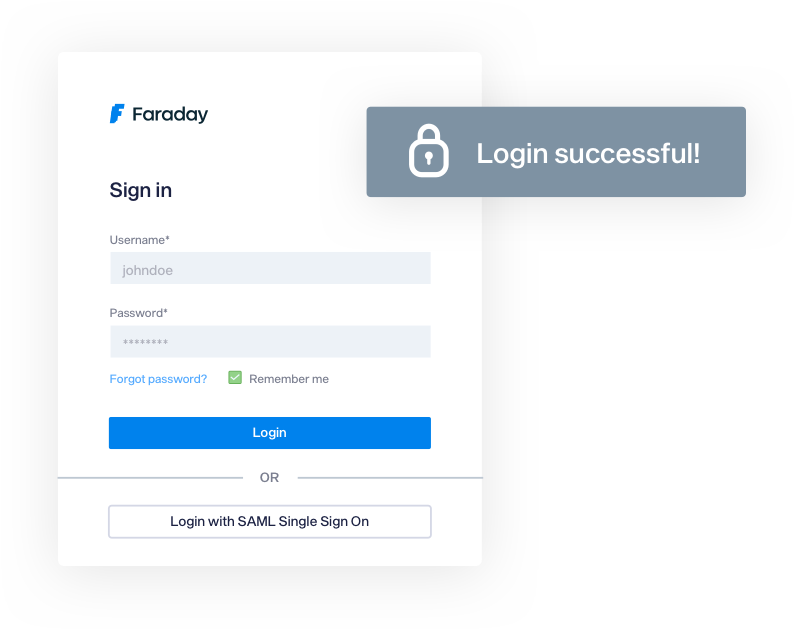 Faraday
Login successful!
Sign in
Username*
johndoe
Password*
********
Forgot password? Remember me
Login
OR
Login with SAML Single Sign On